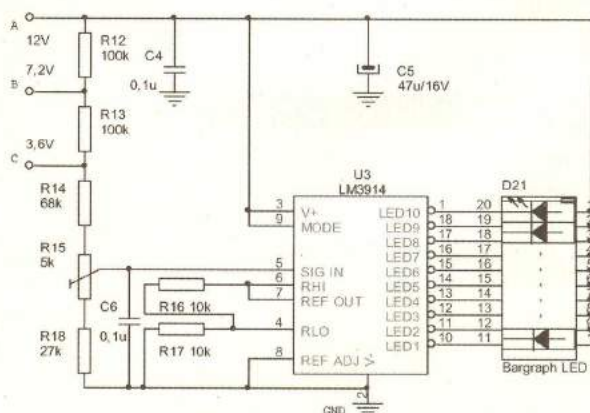 A
12V
R12
100k
C4
0,1u
C5
47u/16V
7,2V
B
R13
100k
3,6V
C
R14
68k
R15
5k
C6
0,1u
R18
27k
R16 10k
R17 10k
U3
LM3914
3 V+
9 MODE
5 SIG IN
6 RHI
7 REF OUT
4 RLO
8 REF ADJ V-
2
GND
LED10 1 20
LED9 18 19
LED8 17 18
LED7 16 17
LED6 15 16
LED5 14 15
LED4 13 14
LED3 12 13
LED2 11 12
LED1 10 11
D21
Bargraph LED